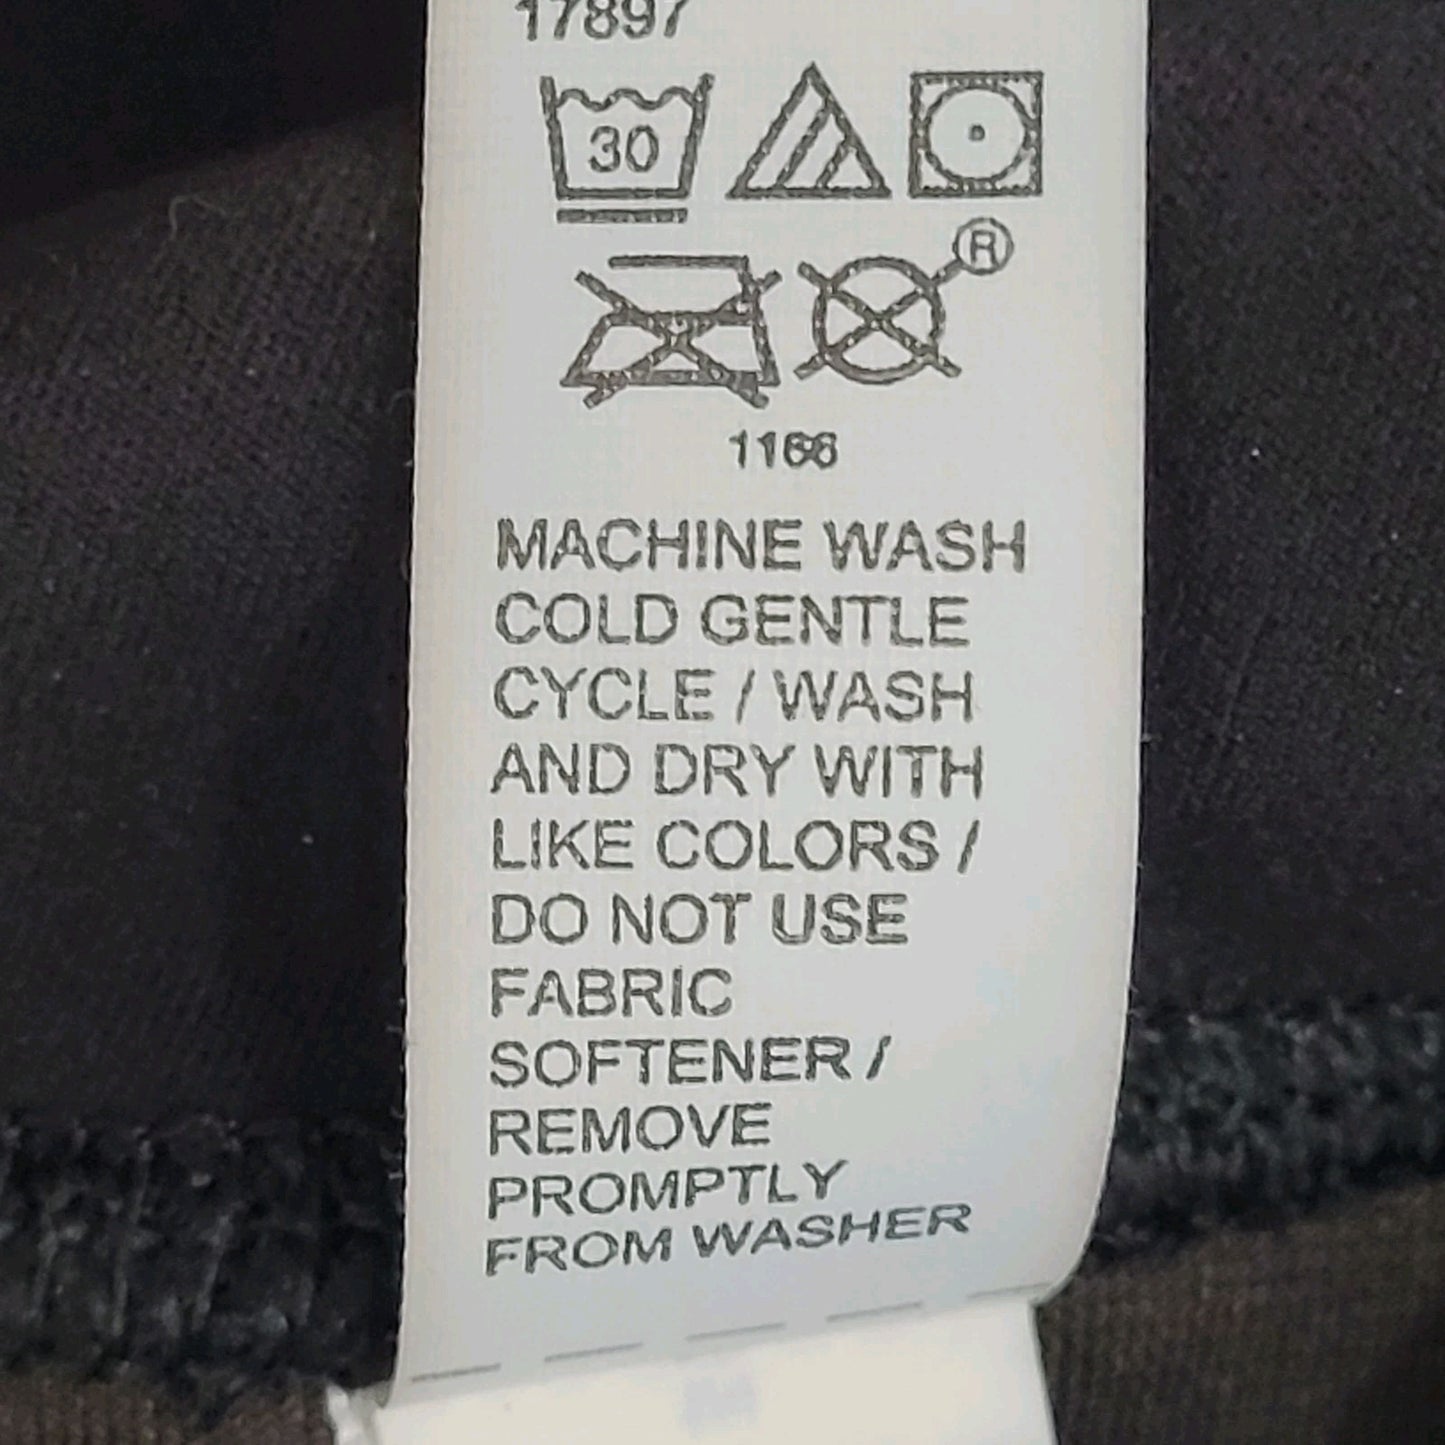 17897
30
R
1166
MACHINE WASH
COLD GENTLE
CYCLE / WASH
AND DRY WITH
LIKE COLORS /
DO NOT USE
FABRIC
SOFTENER /
REMOVE
PROMPTLY
FROM WASHER